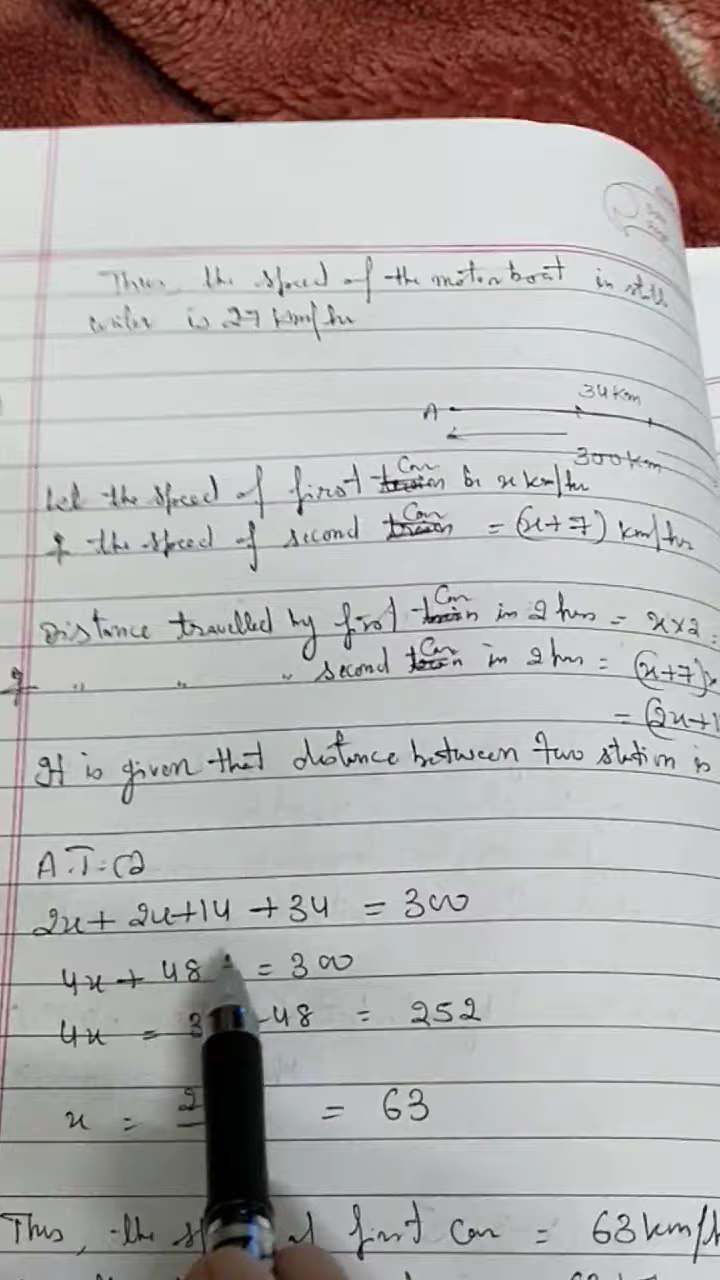 Thus, the speed of the motorboat in still
water is 27 km/hr
34 Km
A
300 km
Let the speed of first Car be x km/hr
& the speed of second Car = (x+7) km/hr
Distance travelled by first Car in 2 hrs = x×2 =
& " " " second Car in 2 hrs = (x+7)×
= (2x+1
It is given that distance between two station is
A.T.Q
2x + 2x+14 + 34 = 300
4x + 48 = 300
4x = 3 -48 = 252
x = 2 = 63
Thus, the sp of first car = 63 km/h